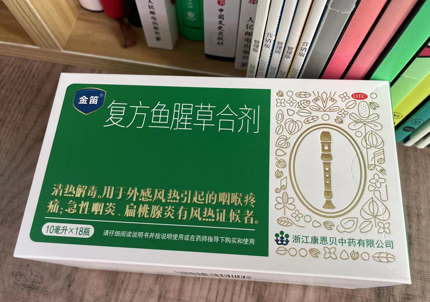 金笛
复方鱼腥草合剂
OTC
清热解毒。用于外感风热引起的咽喉疼
痛;急性咽炎、扁桃腺炎有风热证候者。
10毫升×18瓶
请仔细阅读说明书并按说明使用或在药师指导下购买和使用
浙江康恩贝中药有限公司